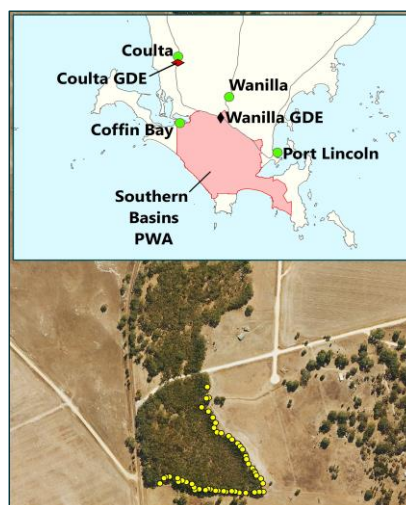 Coulta
Coulta GDE
Wanilla
Wanilla GDE
Coffin Bay
Port Lincoln
Southern
Basins
PWA